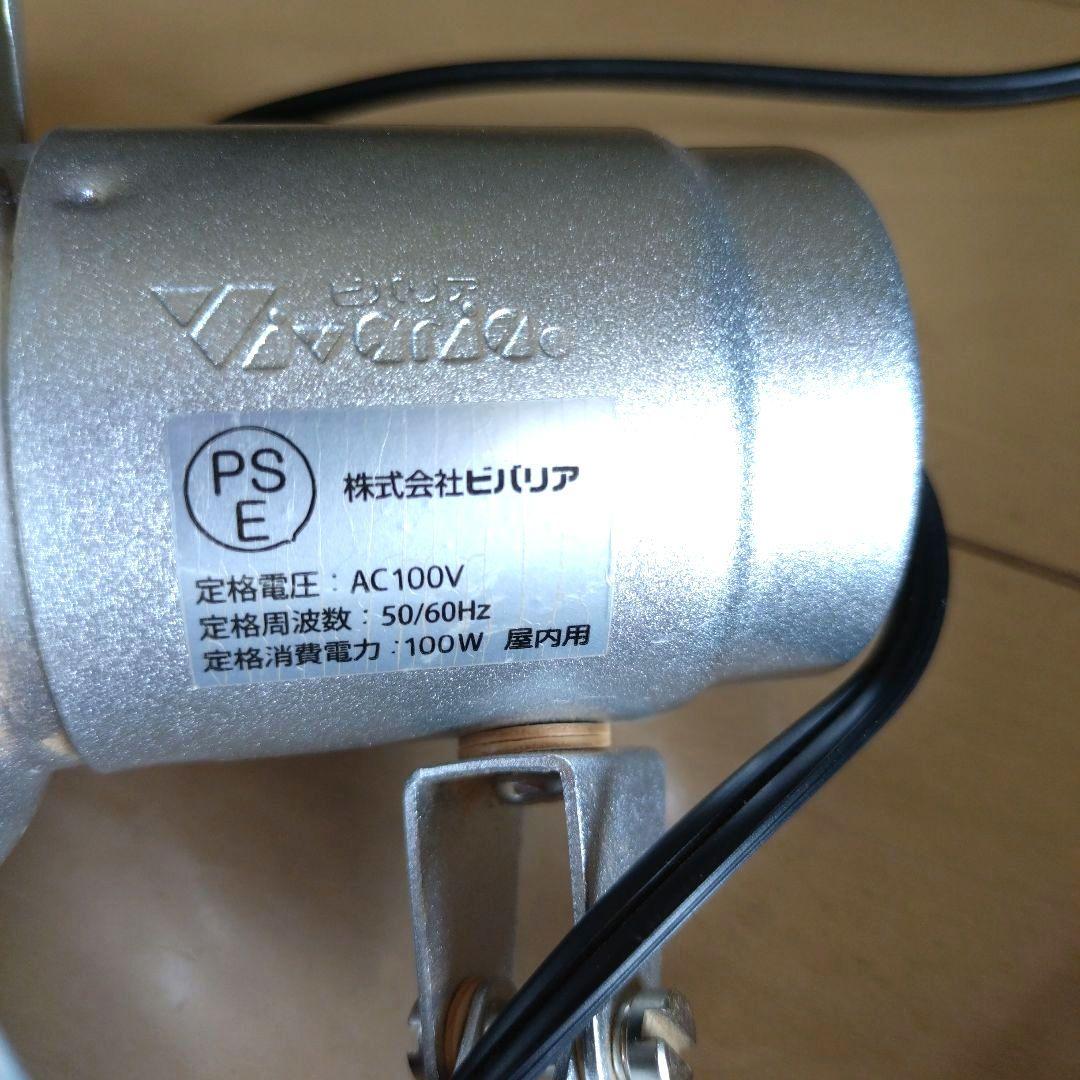 ビバリア
Vivaria
PS
E
株式会社ビバリア
定格電圧：AC100V
定格周波数：50/60Hz
定格消費電力：100W 屋内用